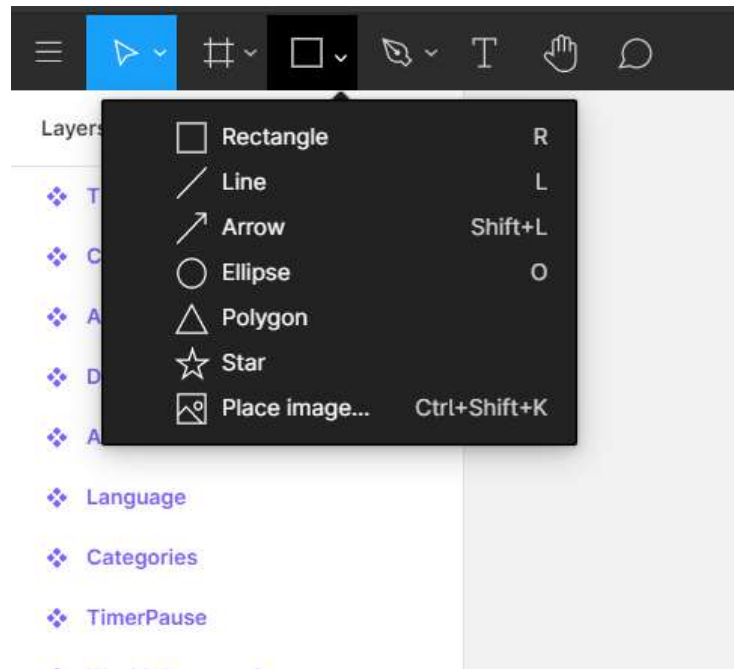 T
Layers
Rectangle R
Line L
Arrow Shift+L
Ellipse O
Polygon
Star
Place image... Ctrl+Shift+K
T
C
A
D
A
Language
Categories
TimerPause